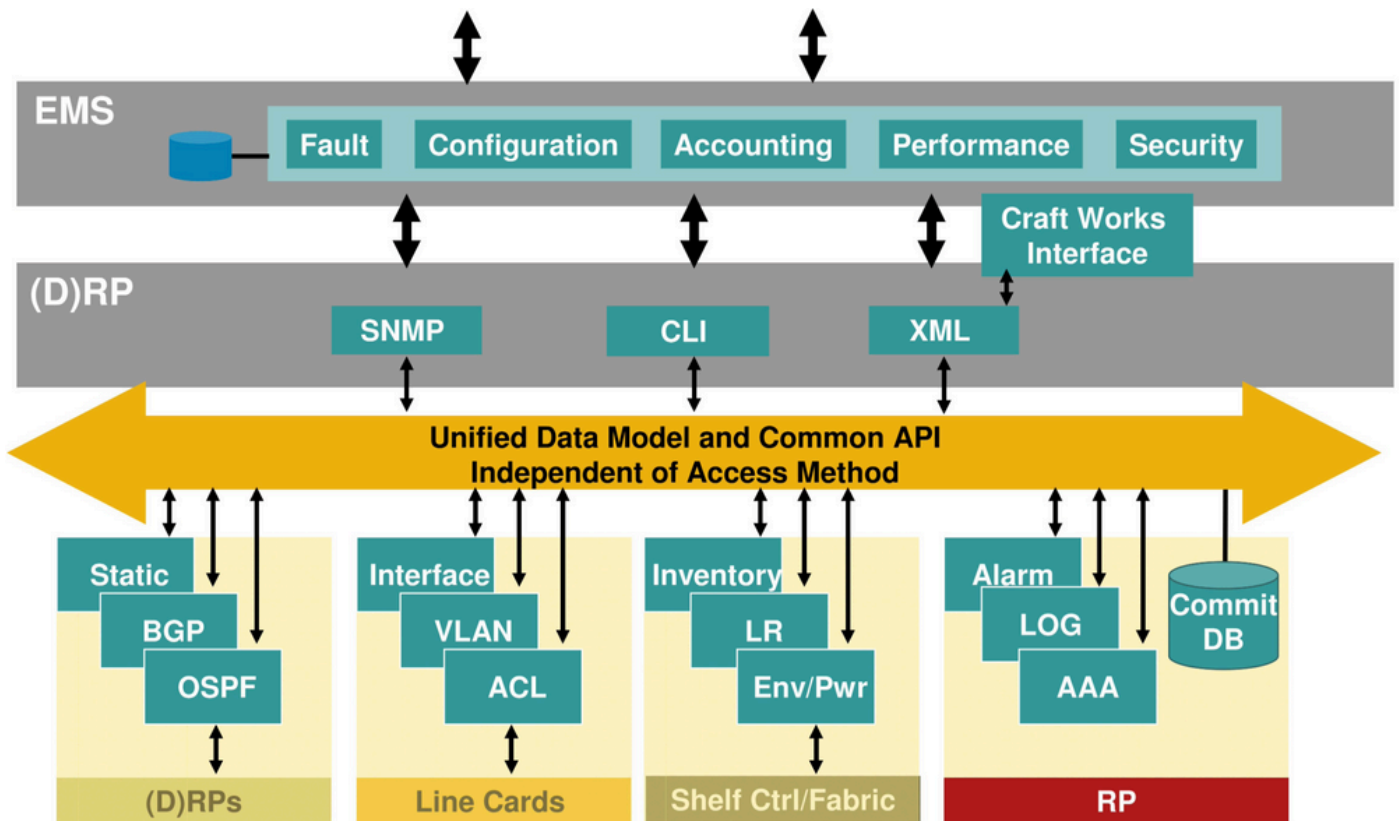 EMS
Fault
Configuration
Accounting
Performance
Security
Craft Works
Interface
(D)RP
SNMP
CLI
XML
Unified Data Model and Common API
Independent of Access Method
Static
BGP
OSPF
Interface
VLAN
ACL
Inventory
LR
Env/Pwr
Alarm
LOG
AAA
Commit
DB
(D)RPs
Line Cards
Shelf Ctrl/Fabric
RP